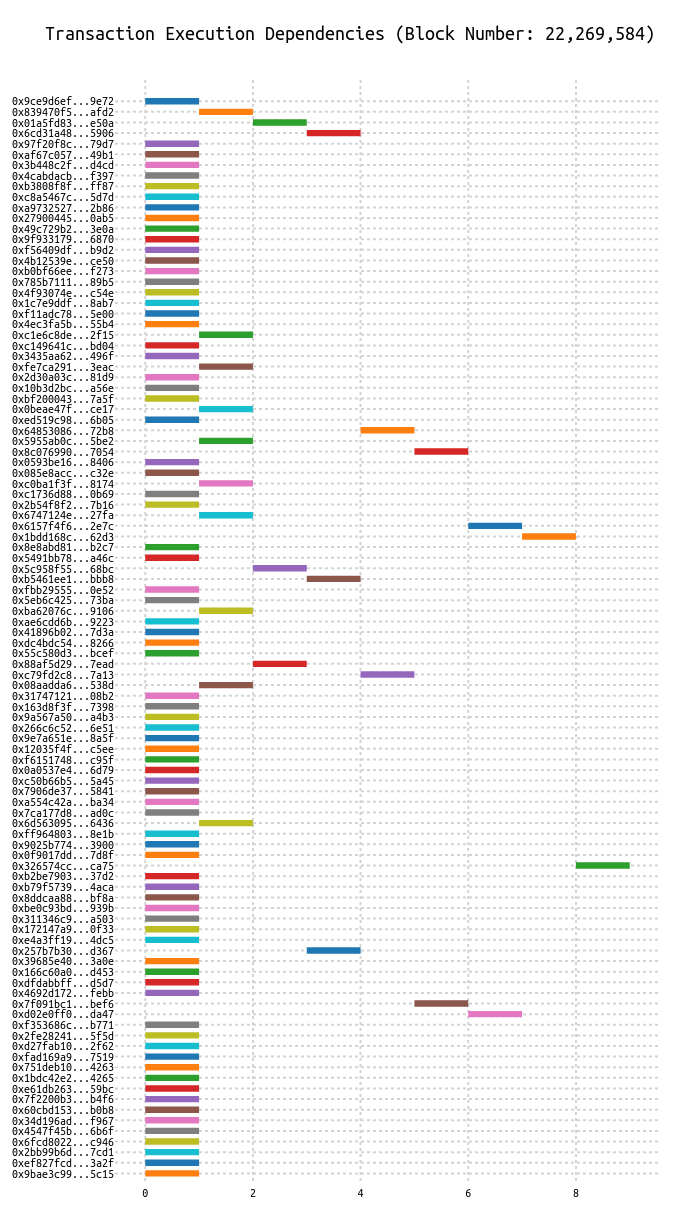 Transaction Execution Dependencies (Block Number: 22,269,584)
0x9ce9d6ef...9e72
0x839470f5...afd2
0x01a5fd83...e50a
0x6cd31a48...5906
0x97f20f8c...79d7
0xaf67c057...49b1
0x3b448c2f...d4cd
0x4cabdacb...f397
0xb3808f8f...ff87
0xc8a5467c...5d7d
0xa9732527...2b86
0x27900445...0ab5
0x49c729b2...3e0a
0x9f933179...6870
0xf56409df...b9d2
0x4b12539e...ce50
0xb0bf66ee...f273
0x785b7111...89b5
0x4f93074e...c54e
0x1c7e9ddf...8ab7
0xf11adc78...5e00
0x4ec3fa5b...55b4
0xc1e6c8de...2f15
0xc149641c...bd04
0x3435aa62...496f
0xfe7ca291...3eac
0x2d30a03c...81d9
0x10b3d2bc...a56e
0xbf200043...7a5f
0x0beae47f...ce17
0xed519c98...6b05
0x64853086...72b8
0x5955ab0c...5be2
0x8c076990...7054
0x0593be16...8406
0x085e8acc...c32e
0xc0ba1f3f...8174
0xc1736d88...0b69
0x2b54f8f2...7b16
0x6747124e...27fa
0x6157f4f6...2e7c
0x1bdd168c...62d3
0x8e8abd81...b2c7
0x5491bb78...a46c
0x5c958f55...68bc
0xb5461ee1...bbb8
0xfbb29555...0e52
0x5eb6c425...73ba
0xba62076c...9106
0xae6cdd6b...9223
0x41896b02...7d3a
0xdc4bdc54...8266
0x55c580d3...bcef
0x88af5d29...7ead
0xc79fd2c8...7a13
0x08aadda6...538d
0x31747121...08b2
0x163d8f3f...7398
0x9a567a50...a4b3
0x266c6c52...6e51
0x9e7a651e...8a5f
0x12035f4f...c5ee
0xf6151748...c95f
0x0a0537e4...6d79
0xc50b66b5...5a45
0x7906de37...5841
0xa554c42a...ba34
0x7ca177d8...ad0c
0x6d563095...6436
0xff964803...8e1b
0x9025b774...3900
0x0f9017dd...7d8f
0x326574cc...ca75
0xb2be7903...37d2
0xb79f5739...4aca
0x8ddcaa88...bf8a
0xbe0c93bd...939b
0x311346c9...a503
0x172147a9...0f33
0xe4a3ff19...4dc5
0x257b7b30...d367
0x39685e40...3a0e
0x166c60a0...d453
0xdfdabbff...d5d7
0x4692d172...febb
0x7f091bc1...bef6
0xd02e0ff0...da47
0xf353686c...b771
0x2fe28241...5f5d
0xd27fab10...2f62
0xfad169a9...7519
0x751deb10...4263
0x1bdc42e2...4265
0xe61db263...59bc
0x7f2200b3...b4f6
0x60cbd153...b0b8
0x34d196ad...f967
0x4547f45b...6b6f
0x6fcd8022...c946
0x2bb99b6d...7cd1
0xef827fcd...3a2f
0x9bae3c99...5c15
0 2 4 6 8